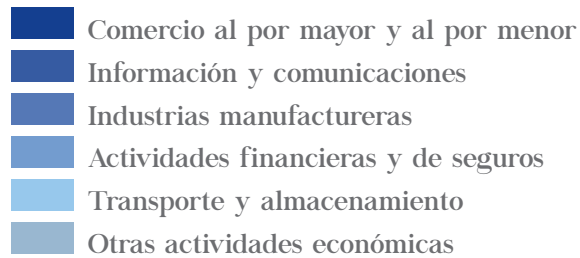 Comercio al por mayor y al por menor
Información y comunicaciones
Industrias manufactureras
Actividades financieras y de seguros
Transporte y almacenamiento
Otras actividades económicas